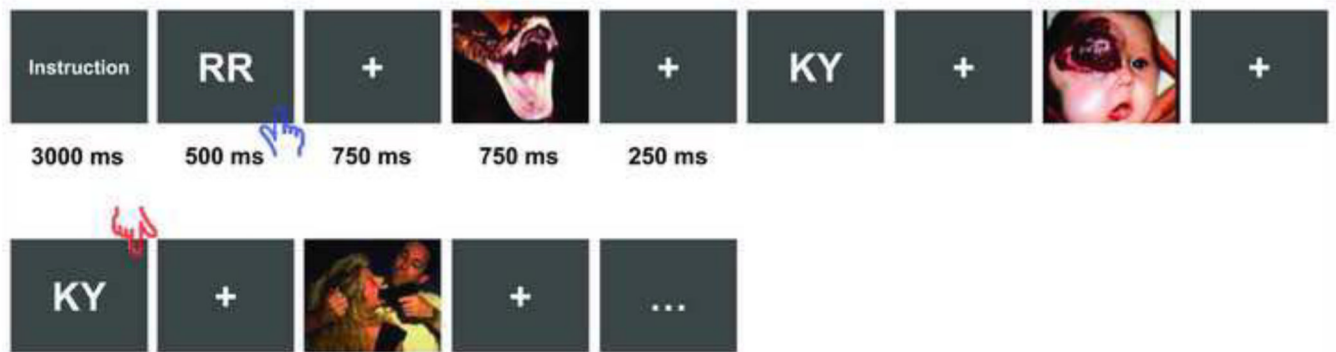 Instruction RR + + KY + +
3000 ms 500 ms 750 ms 750 ms 250 ms
KY + + ...